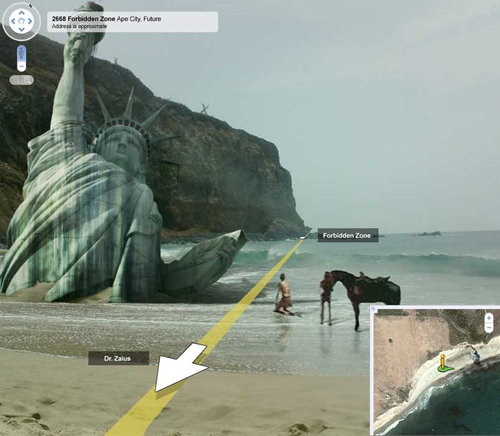 2668 Forbidden Zone Ape City, Future
Address is approximate
Forbidden Zone
Dr. Zaius